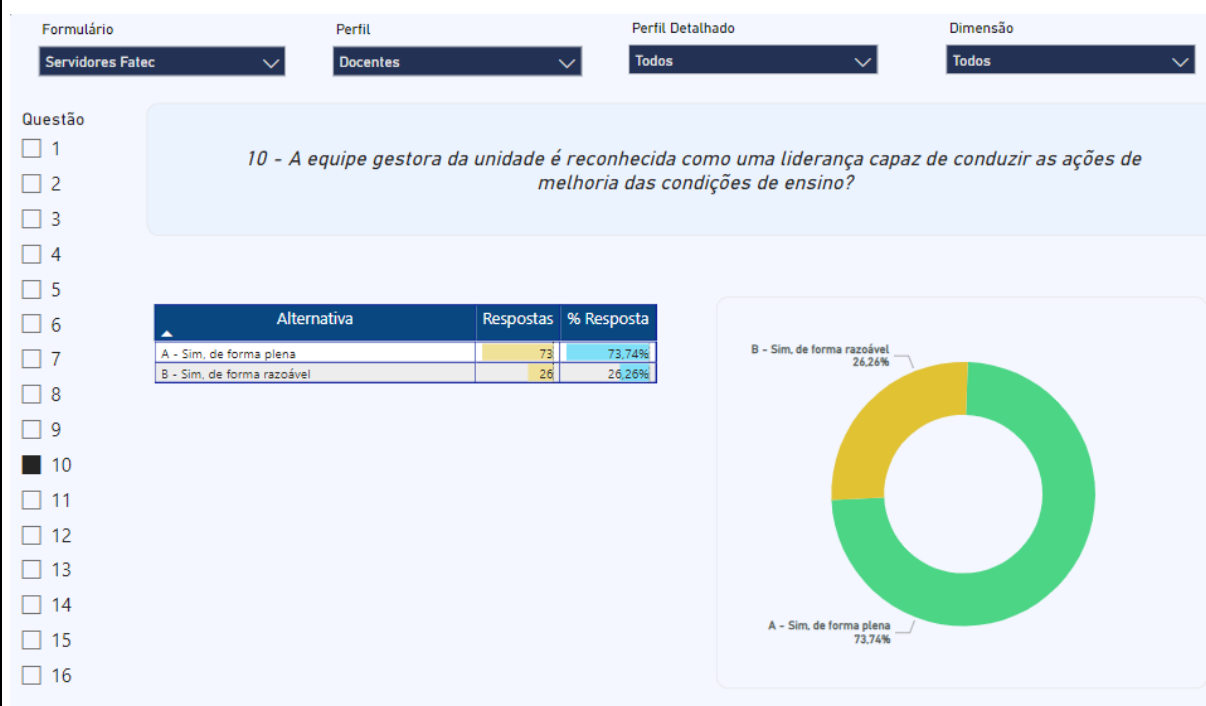 Formulário
Perfil
Perfil Detalhado
Dimensão
Servidores Fatec
Docentes
Todos
Todos
Questão
1
2
3
4
5
6
7
8
9
10
11
12
13
14
15
16
10 - A equipe gestora da unidade é reconhecida como uma liderança capaz de conduzir as ações de
melhoria das condições de ensino?
Alternativa Respostas % Resposta
A - Sim, de forma plena 73 73,74%
B - Sim, de forma razoável 26 26,26%
B - Sim, de forma razoável
26,26%
A - Sim, de forma plena
73,74%